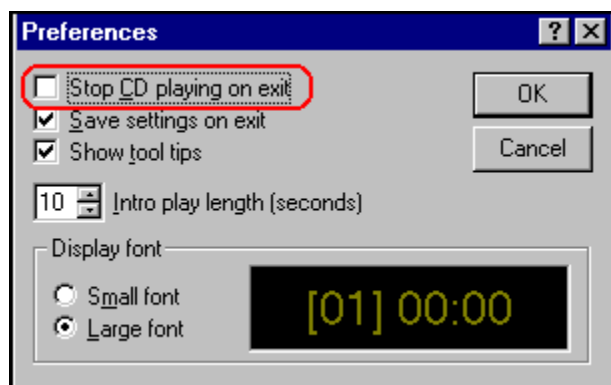 Preferences
Stop CD playing on exit
OK
Save settings on exit
Show tool tips
Cancel
10 Intro play length (seconds)
Display font
Small font
Large font
[01] 00:00